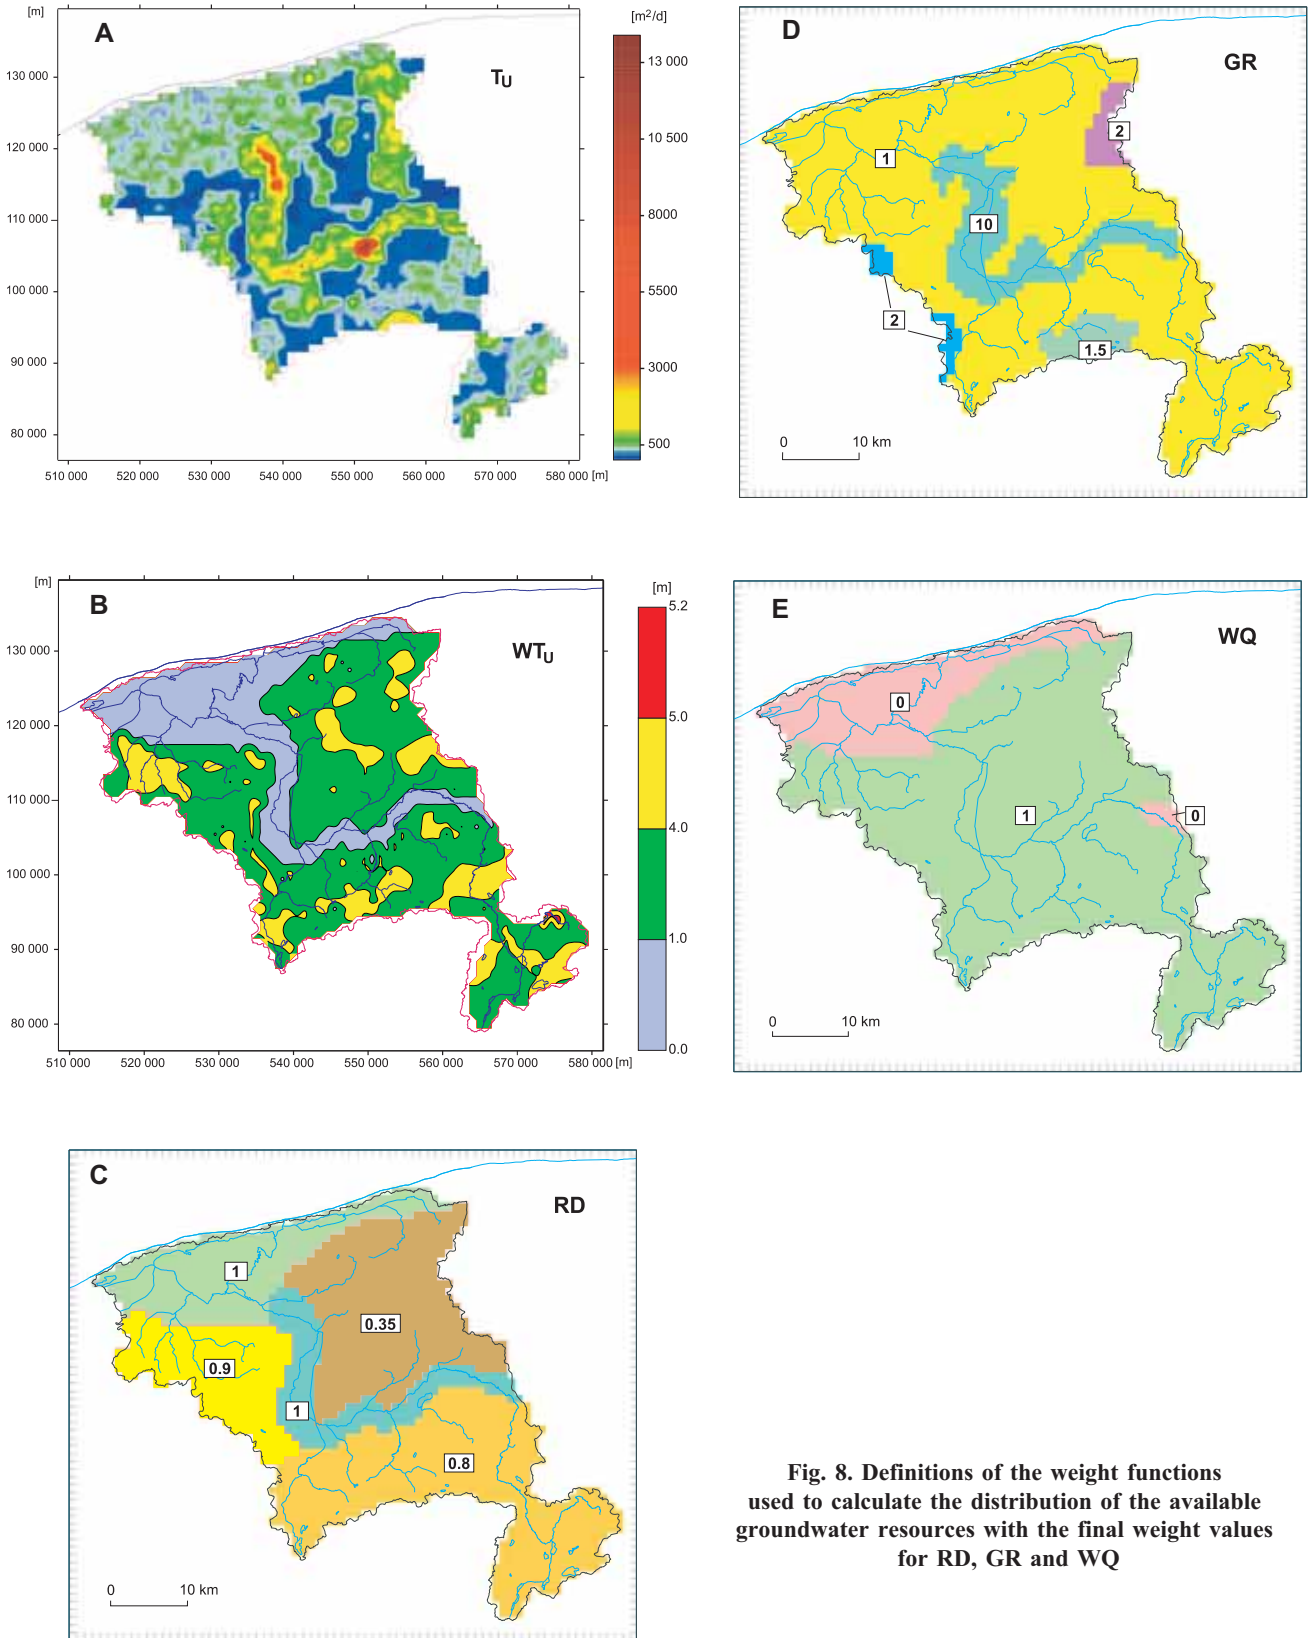 [m]
A
T_U
130 000
120 000
110 000
100 000
90 000
80 000
510 000 520 000 530 000 540 000 550 000 560 000 570 000 580 000 [m]
[m²/d]
13 000
10 500
8000
5500
3000
500
D
GR
1
2
10
2
1.5
0 10 km
[m]
B
WT_U
130 000
120 000
110 000
100 000
90 000
80 000
510 000 520 000 530 000 540 000 550 000 560 000 570 000 580 000 [m]
[m]
5.2
5.0
4.0
1.0
0.0
E
WQ
0
1
0
0 10 km
C
RD
1
0.35
0.9
1
0.8
0 10 km
Fig. 8. Definitions of the weight functions
used to calculate the distribution of the available
groundwater resources with the final weight values
for RD, GR and WQ